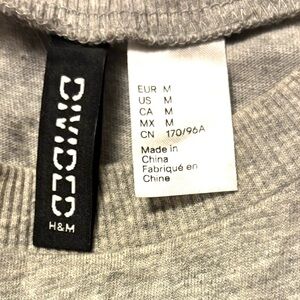 DIVIDED
H&M
EUR M
US M
CA M
MX M
CN 170/96A
Made in
China
Fabriqué en
Chine